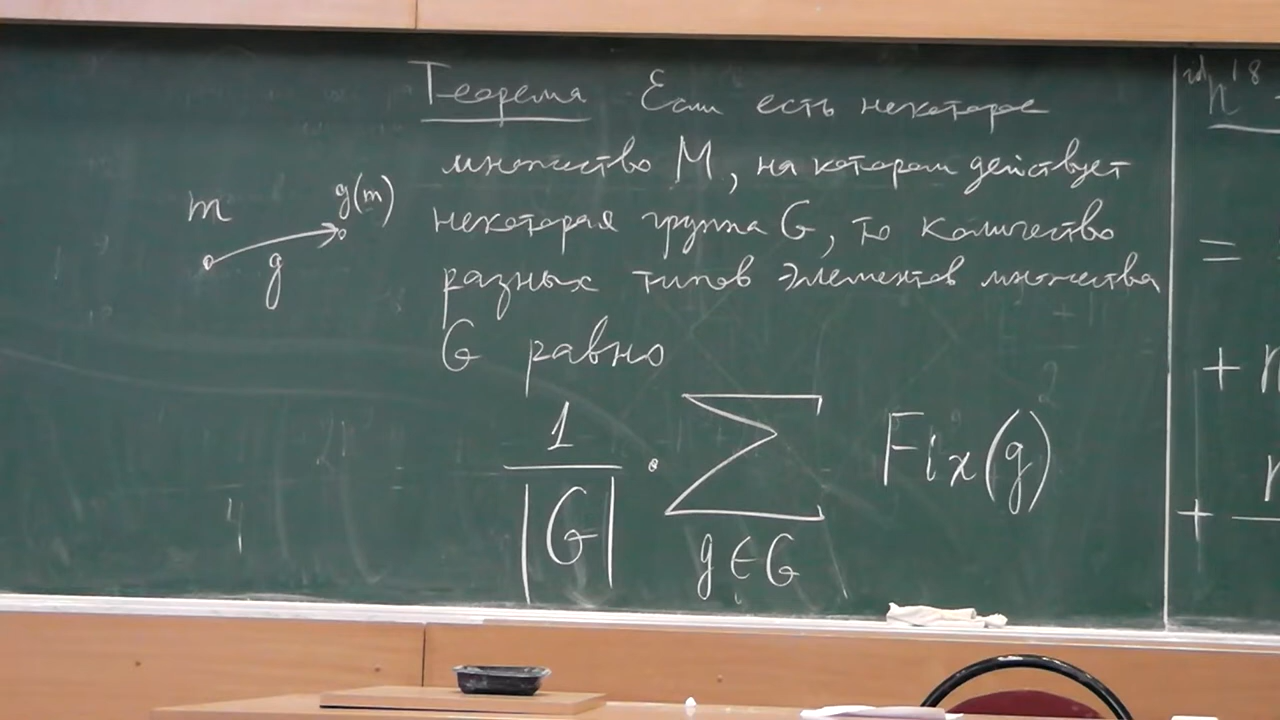 Теорема Если есть некоторое
множество M, на котором действует
некоторая группа G, то количество
разных типов элементов множества
G равно
1/|G| · ∑ g∈G Fix(g)
m
g(m)
g
n 18
=
+
+